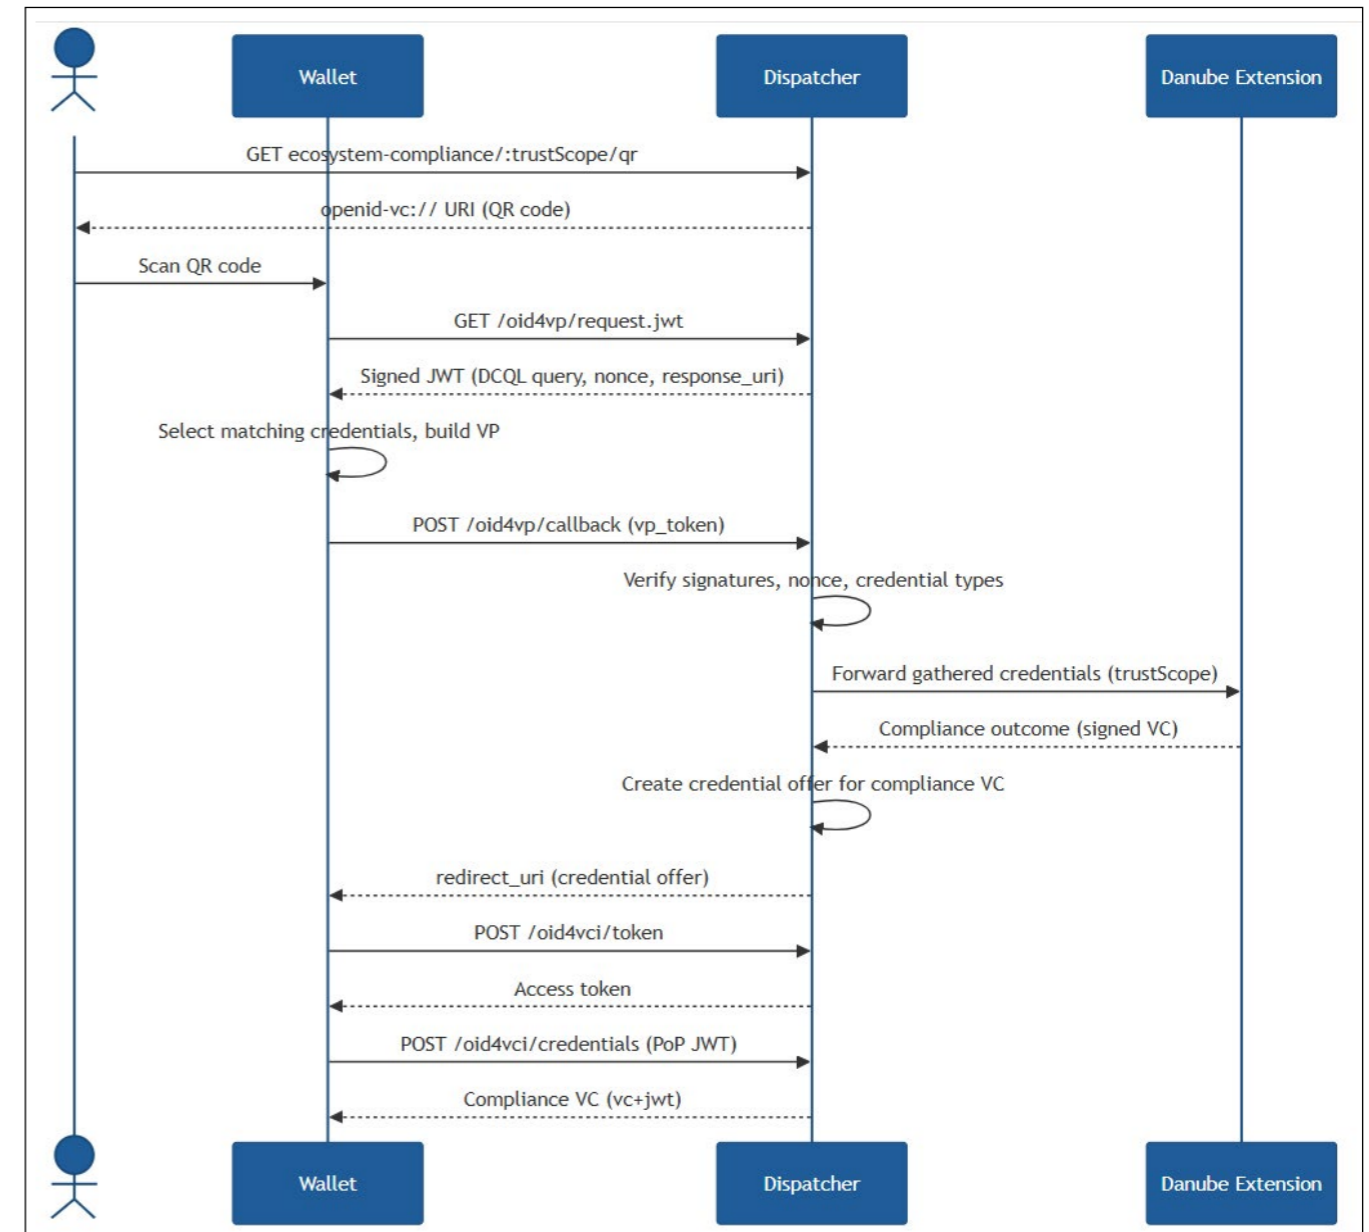 Wallet
Dispatcher
Danube Extension
GET ecosystem-compliance/:trustScope/qr
openid-vc:// URI (QR code)
Scan QR code
GET /oid4vp/request.jwt
Signed JWT (DCQL query, nonce, response_uri)
Select matching credentials, build VP
POST /oid4vp/callback (vp_token)
Verify signatures, nonce, credential types
Forward gathered credentials (trustScope)
Compliance outcome (signed VC)
Create credential offer for compliance VC
redirect_uri (credential offer)
POST /oid4vci/token
Access token
POST /oid4vci/credentials (PoP JWT)
Compliance VC (vc+jwt)
Wallet
Dispatcher
Danube Extension